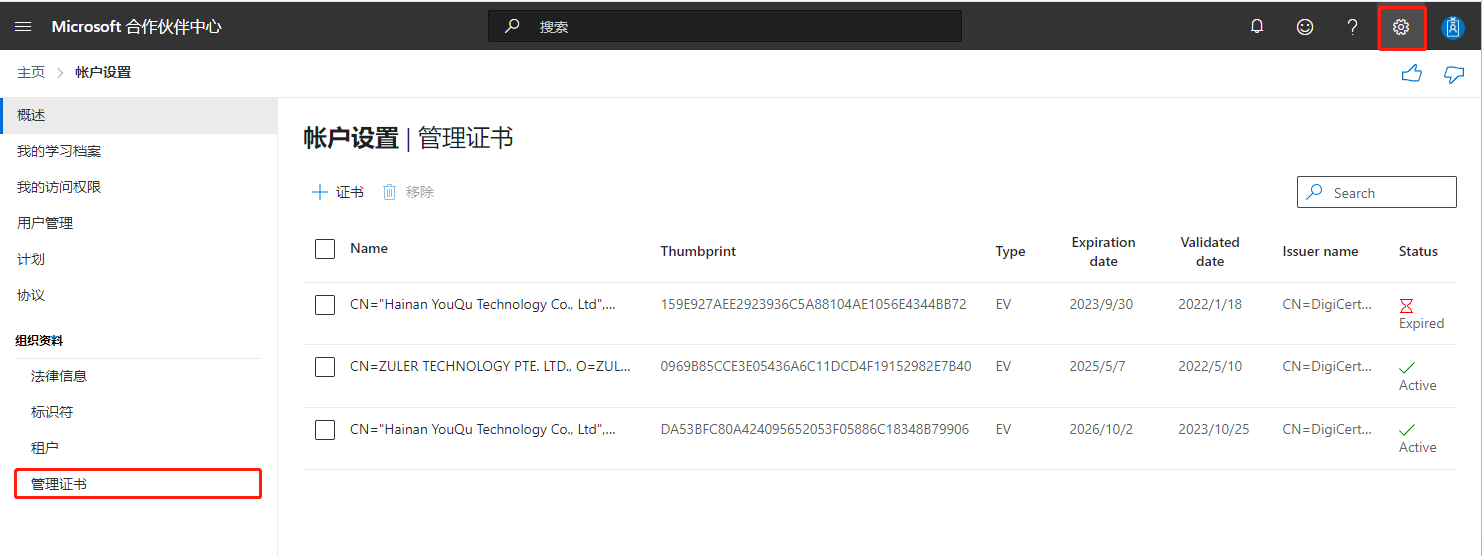 Microsoft 合作伙伴中心
搜索
主页 > 帐户设置
概述
我的学习档案
我的访问权限
用户管理
计划
协议
组织资料
法律信息
标识符
租户
管理证书
帐户设置 | 管理证书
证书 移除
Search
Name Thumbprint Type Expiration date Validated date Issuer name Status
CN="Hainan YouQu Technology Co., Ltd",... 159E927AEE2923936C5A88104AE1056E4344BB72 EV 2023/9/30 2022/1/18 CN=DigiCert... Expired
CN=ZULER TECHNOLOGY PTE. LTD., O=ZUL... 0969B85CCE3E05436A6C11DCD4F19152982E7B40 EV 2025/5/7 2022/5/10 CN=DigiCert... Active
CN="Hainan YouQu Technology Co., Ltd",... DA53BFC80A424095652053F05886C18348B79906 EV 2026/10/2 2023/10/25 CN=DigiCert... Active